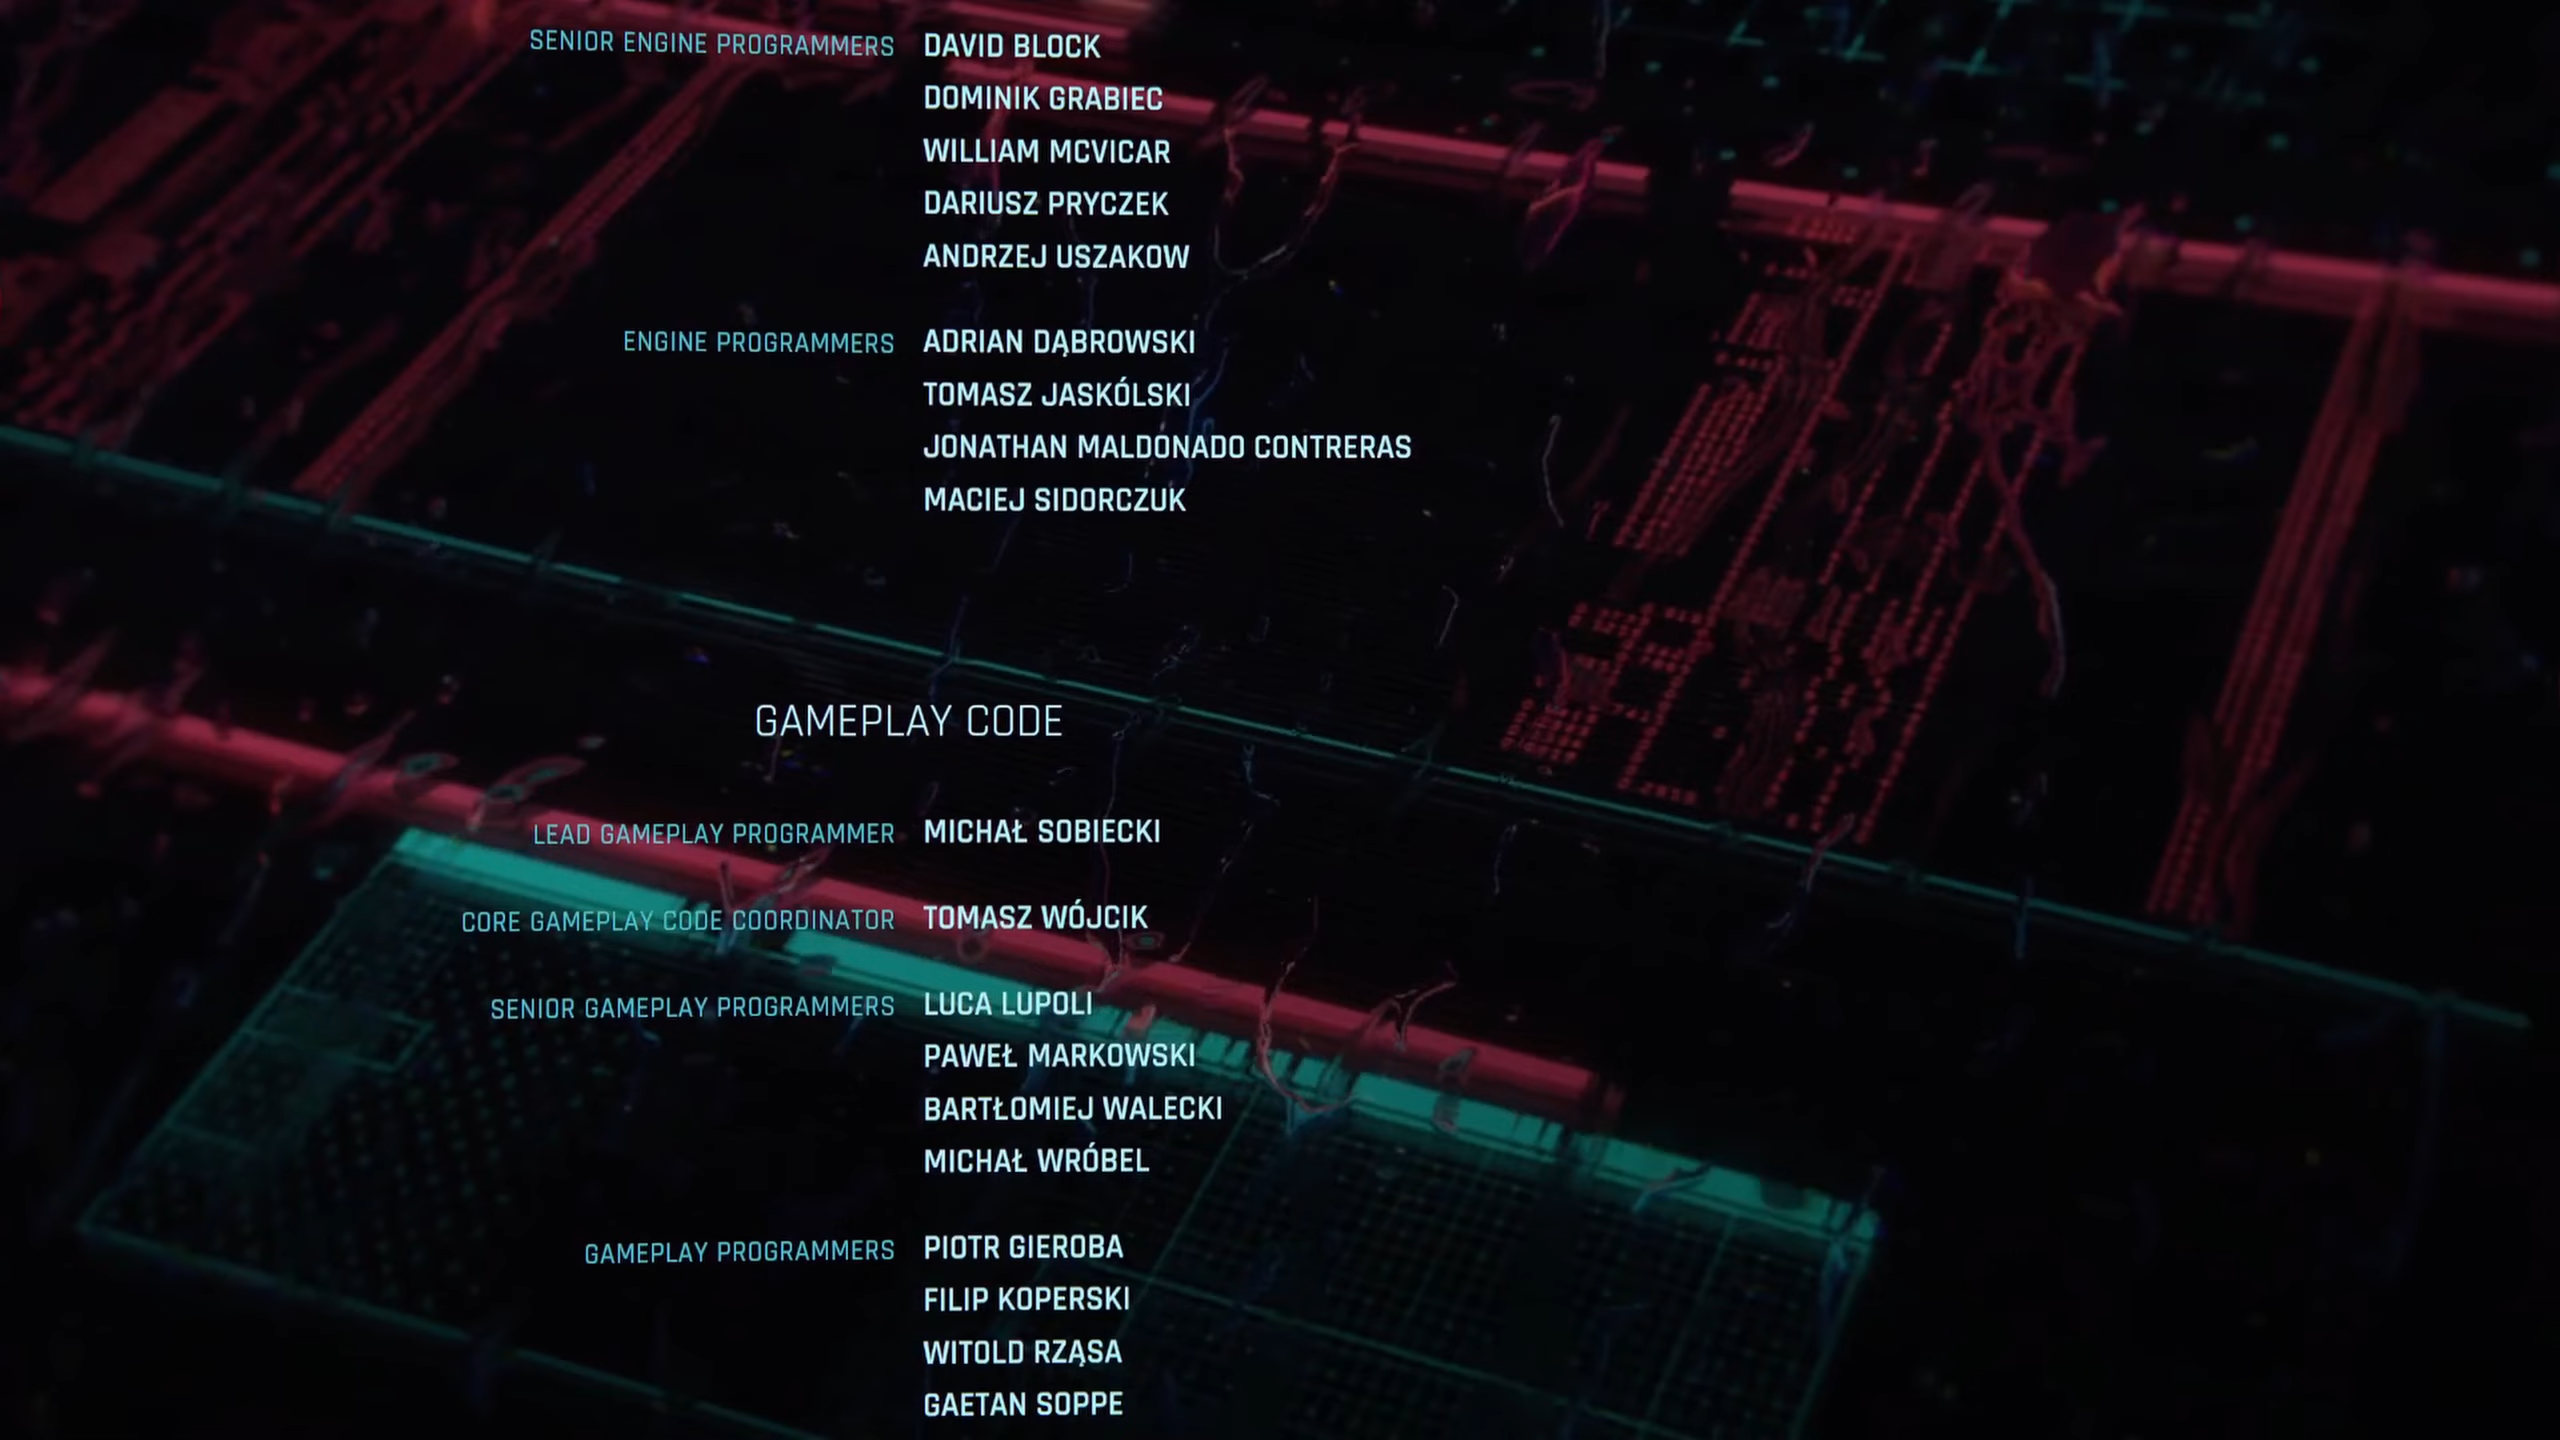 SENIOR ENGINE PROGRAMMERS DAVID BLOCK
DOMINIK GRABIEC
WILLIAM MCVICAR
DARIUSZ PRYCZEK
ANDRZEJ USZAKOW
ENGINE PROGRAMMERS ADRIAN DĄBROWSKI
TOMASZ JASKÓLSKI
JONATHAN MALDONADO CONTRERAS
MACIEJ SIDORCZUK
GAMEPLAY CODE
LEAD GAMEPLAY PROGRAMMER MICHAŁ SOBIECKI
CORE GAMEPLAY CODE COORDINATOR TOMASZ WÓJCIK
SENIOR GAMEPLAY PROGRAMMERS LUCA LUPOLI
PAWEŁ MARKOWSKI
BARTŁOMIEJ WALECKI
MICHAŁ WRÓBEL
GAMEPLAY PROGRAMMERS PIOTR GIEROBA
FILIP KOPERSKI
WITOLD RZĄSA
GAETAN SOPPE